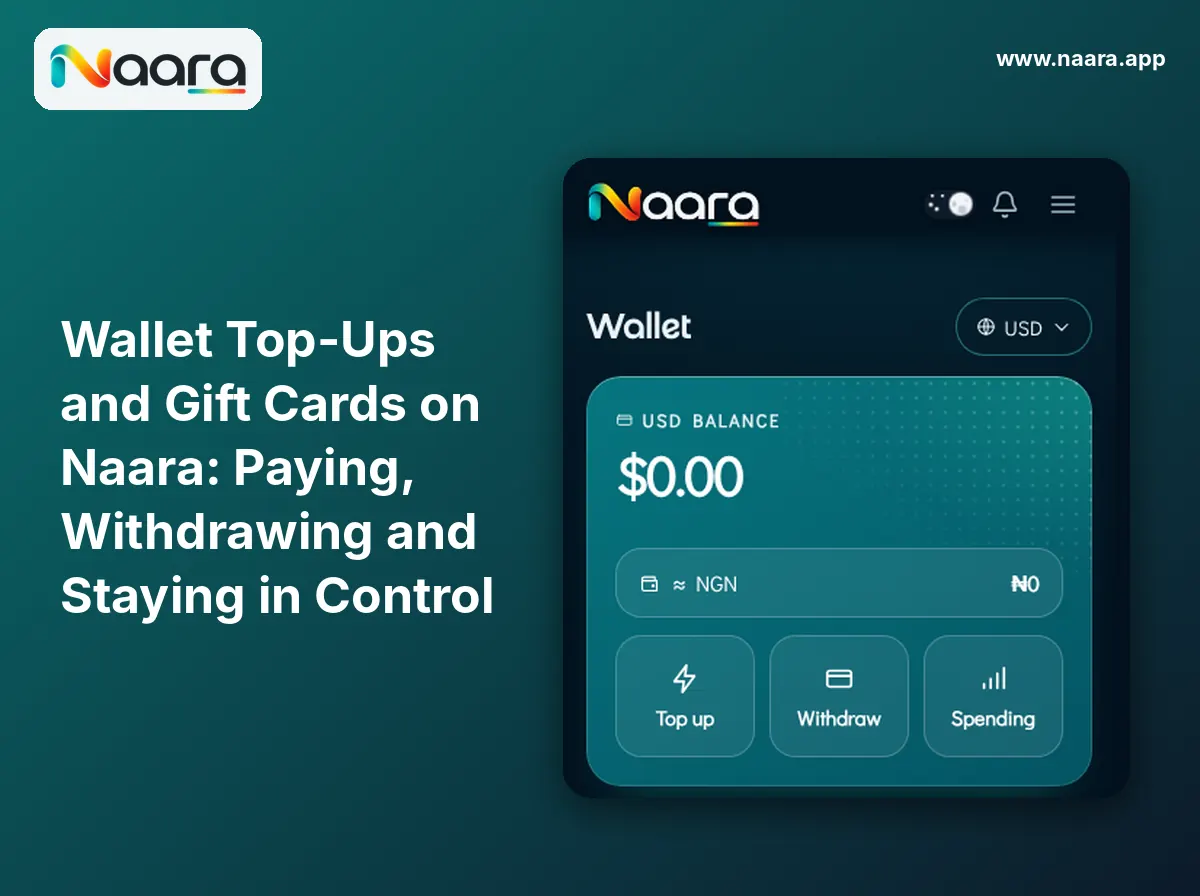 Naara
www.naara.app
Wallet Top-Ups
and Gift Cards on
Naara: Paying,
Withdrawing and
Staying in Control
Naara
Wallet
USD
USD BALANCE
$0.00
≈ NGN
₦0
Top up
Withdraw
Spending